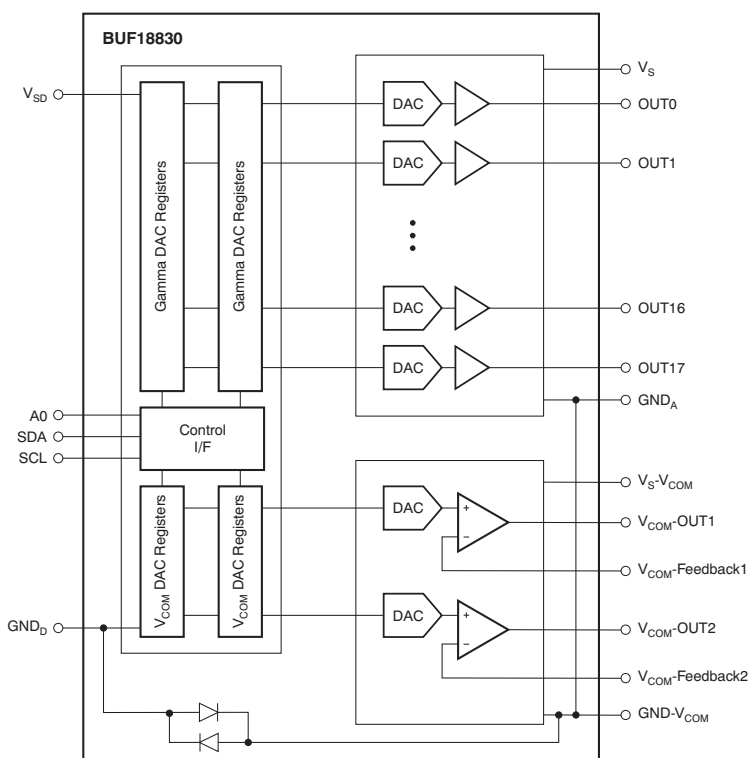 BUF18830
V_SD
Gamma DAC Registers
Gamma DAC Registers
DAC
V_S
OUT0
DAC
OUT1
DAC
OUT16
DAC
OUT17
GND_A
A0
SDA
SCL
Control
I/F
V_COM DAC Registers
V_COM DAC Registers
V_S-V_COM
DAC
+
−
V_COM-OUT1
V_COM-Feedback1
GND_D
DAC
+
−
V_COM-OUT2
V_COM-Feedback2
GND-V_COM